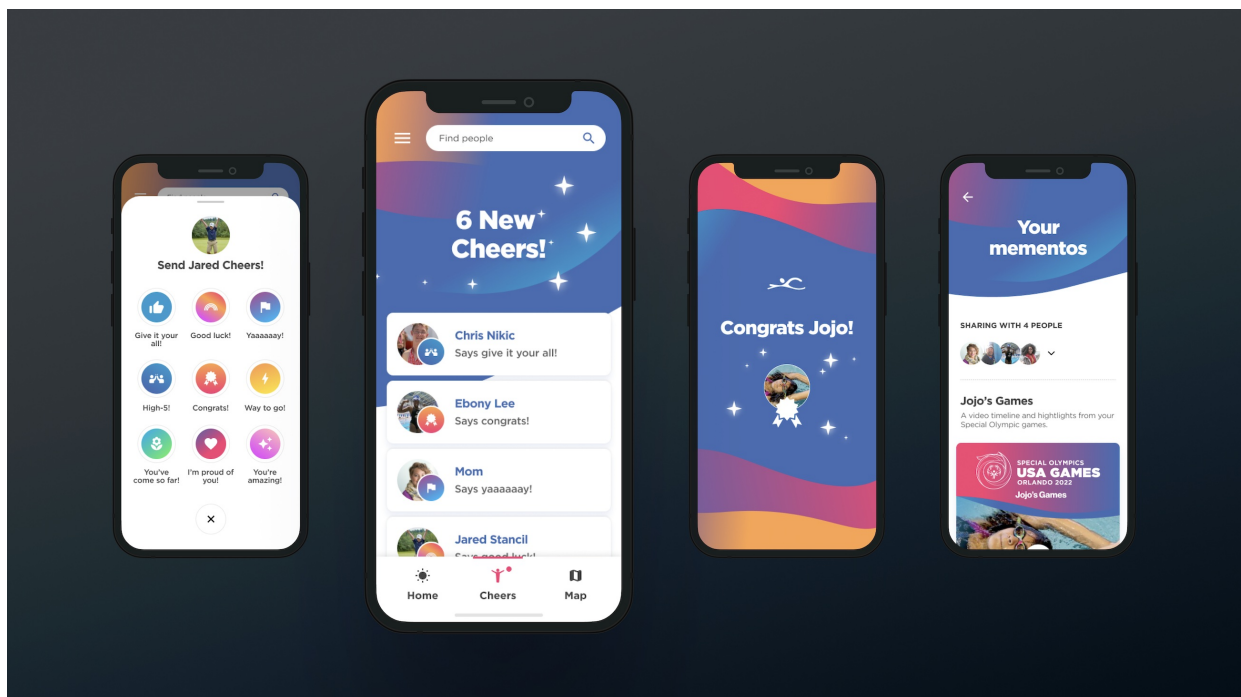 Send Jared Cheers!
Give it your
all!
Good luck!
Yaaaaaay!
High-5!
Congrats!
Way to go!
You've
come so far!
I'm proud of
you!
You're
amazing!
Find people
6 New
Cheers!
Chris Nikic
Says give it your all!
Ebony Lee
Says congrats!
Mom
Says yaaaaaay!
Jared Stancil
Says good luck!
Home
Cheers
Map
Congrats Jojo!
Your
mementos
SHARING WITH 4 PEOPLE
Jojo's Games
A video timeline and hightlights from your
Special Olympic games.
SPECIAL OLYMPICS
USA GAMES
ORLANDO 2022
Jojo's Games